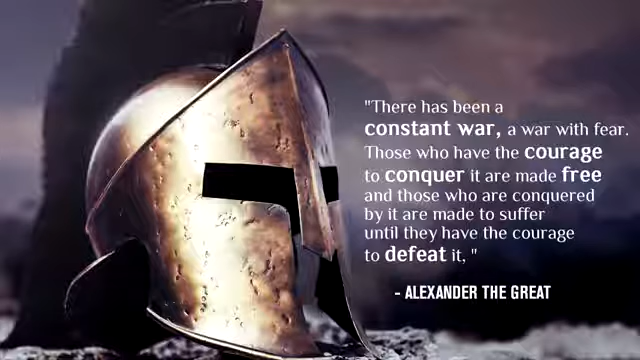 "There has been a
constant war, a war with fear.
Those who have the courage
to conquer it are made free
and those who are conquered
by it are made to suffer
until they have the courage
to defeat it, "
- ALEXANDER THE GREAT